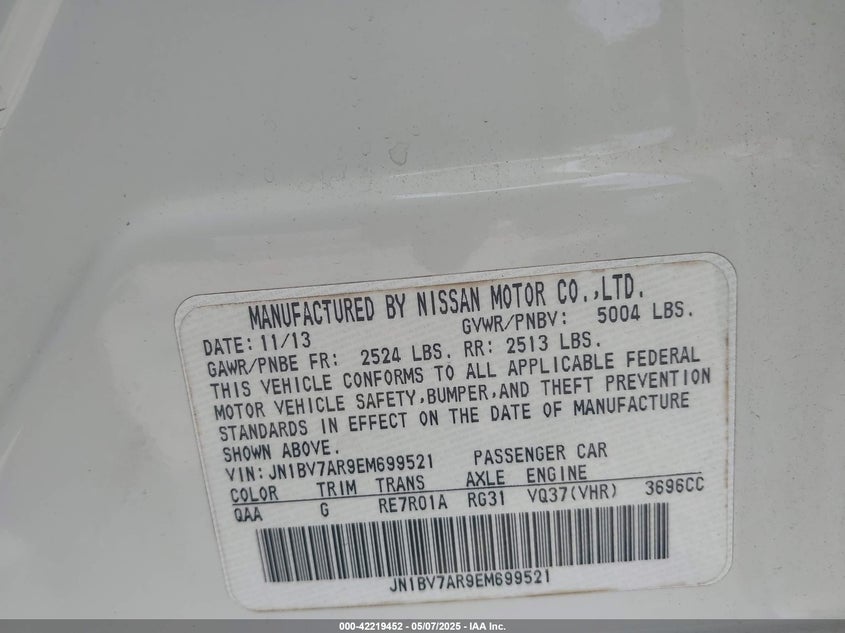 MANUFACTURED BY NISSAN MOTOR CO.,LTD.
DATE: 11/13 GVWR/PNBV: 5004 LBS.
GAWR/PNBE FR: 2524 LBS. RR: 2513 LBS.
THIS VEHICLE CONFORMS TO ALL APPLICABLE FEDERAL
MOTOR VEHICLE SAFETY,BUMPER,AND THEFT PREVENTION
STANDARDS IN EFFECT ON THE DATE OF MANUFACTURE
SHOWN ABOVE.
VIN: JN1BV7AR9EM699521 PASSENGER CAR
COLOR TRIM TRANS AXLE ENGINE
QAA G RE7R01A RG31 VQ37(VHR) 3696CC
JN1BV7AR9EM699521
000-42219452 - 05/07/2025 - IAA Inc.